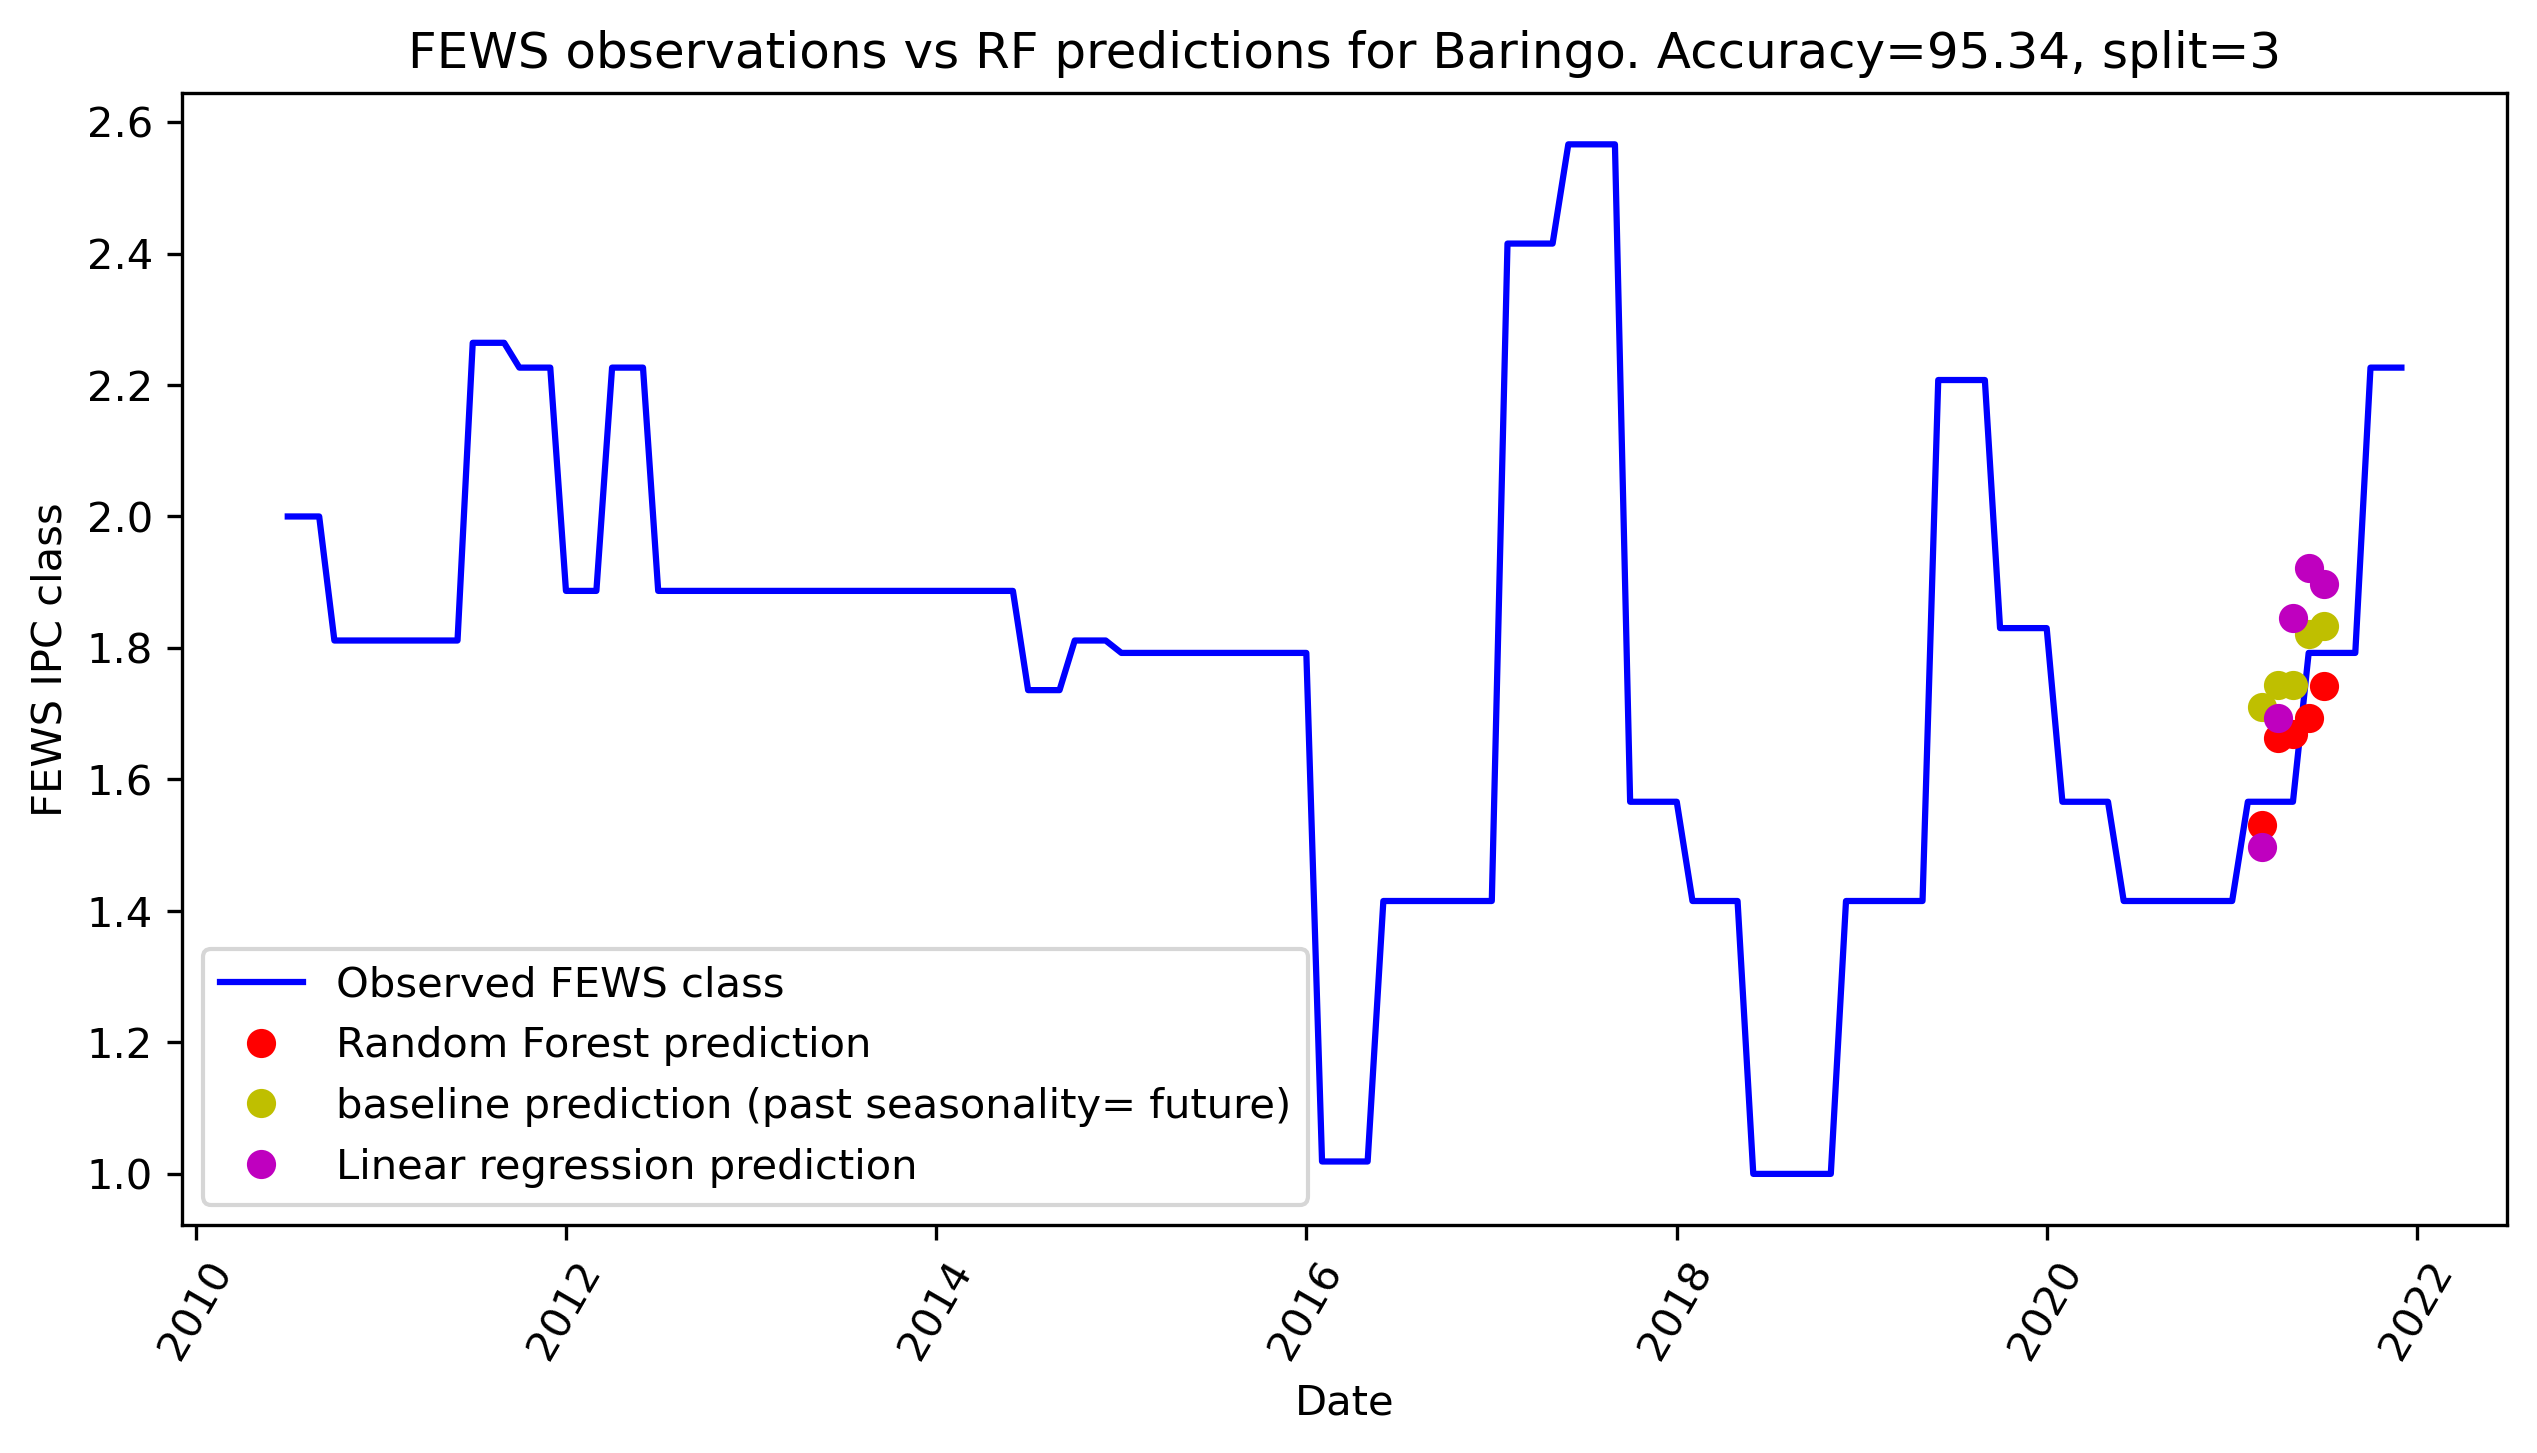 FEWS observations vs RF predictions for Baringo. Accuracy=95.34, split=3
FEWS IPC class
2.6
2.4
2.2
2.0
1.8
1.6
1.4
1.2
1.0
Observed FEWS class
Random Forest prediction
baseline prediction (past seasonality= future)
Linear regression prediction
2010
2012
2014
2016
2018
2020
2022
Date